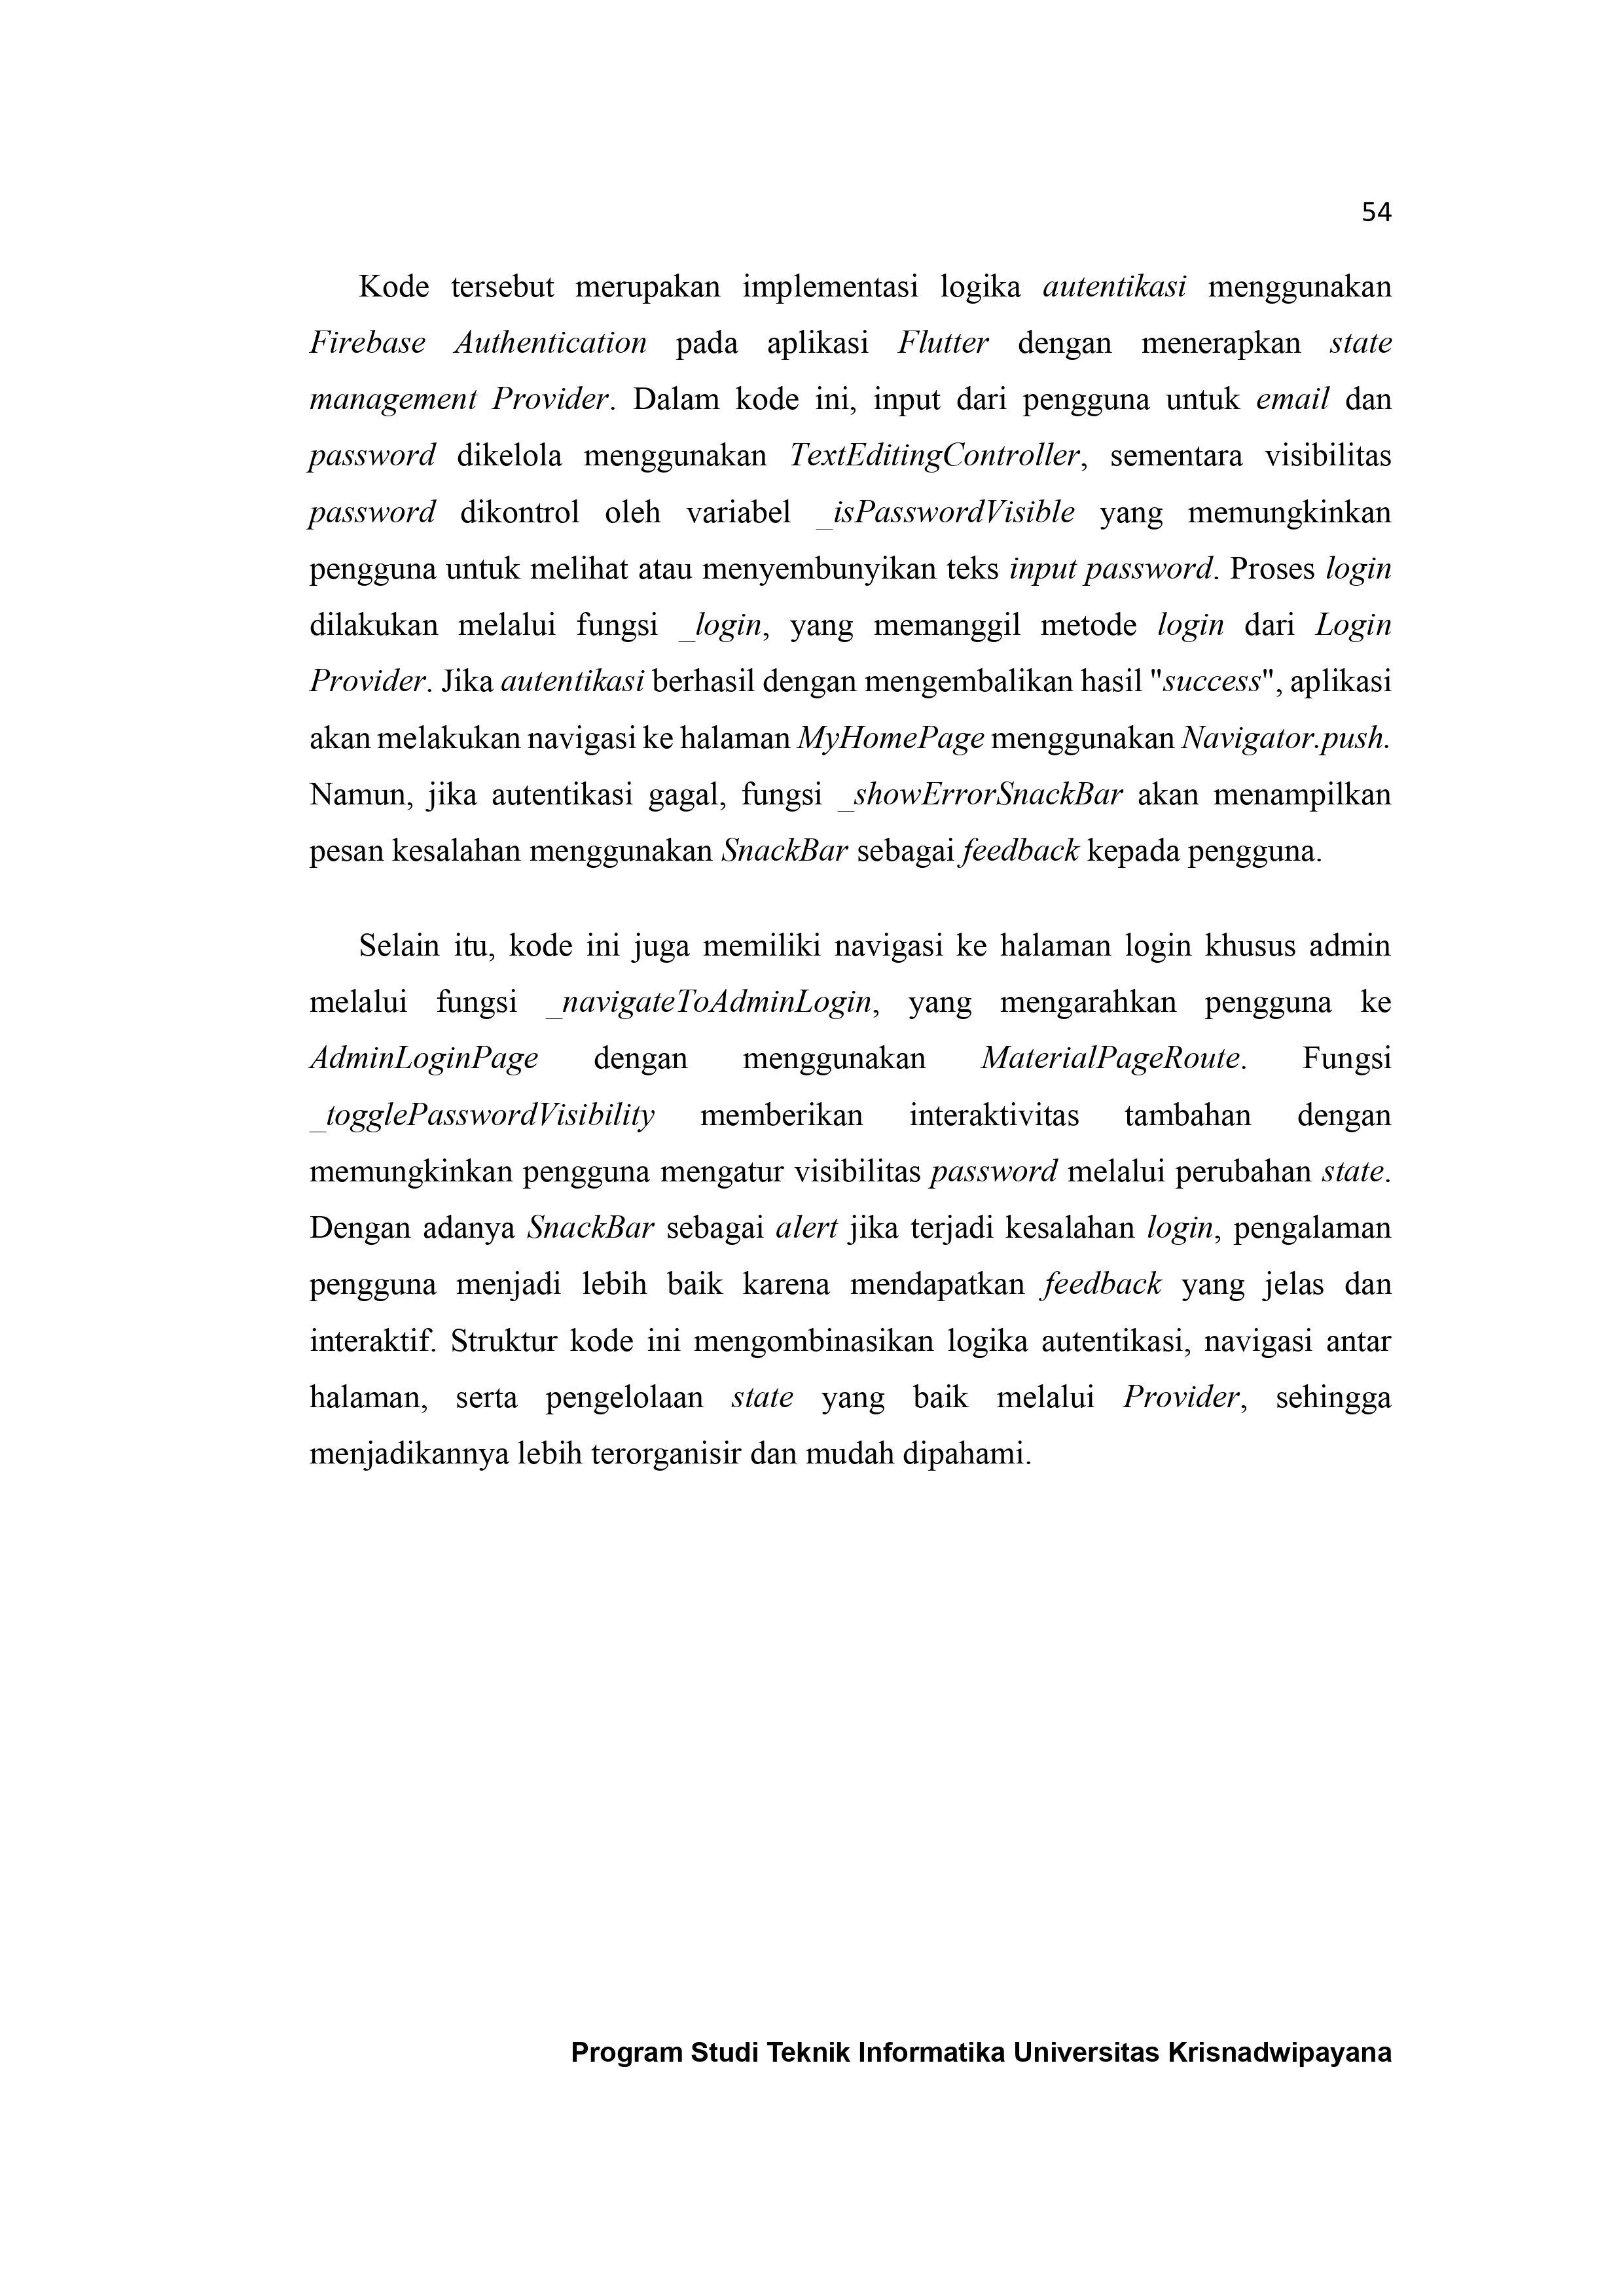 54
Kode tersebut merupakan implementasi logika autentikasi menggunakan
Firebase Authentication pada aplikasi Flutter dengan menerapkan state
management Provider. Dalam kode ini, input dari pengguna untuk email dan
password dikelola menggunakan TextEditingController, sementara visibilitas
password dikontrol oleh variabel _isPasswordVisible yang memungkinkan
pengguna untuk melihat atau menyembunyikan teks input password. Proses login
dilakukan melalui fungsi _login, yang memanggil metode login dari Login
Provider. Jika autentikasi berhasil dengan mengembalikan hasil "success", aplikasi
akan melakukan navigasi ke halaman MyHomePage menggunakan Navigator.push.
Namun, jika autentikasi gagal, fungsi _showErrorSnackBar akan menampilkan
pesan kesalahan menggunakan SnackBar sebagai feedback kepada pengguna.
Selain itu, kode ini juga memiliki navigasi ke halaman login khusus admin
melalui fungsi _navigateToAdminLogin, yang mengarahkan pengguna ke
AdminLoginPage dengan menggunakan MaterialPageRoute. Fungsi
_togglePasswordVisibility memberikan interaktivitas tambahan dengan
memungkinkan pengguna mengatur visibilitas password melalui perubahan state.
Dengan adanya SnackBar sebagai alert jika terjadi kesalahan login, pengalaman
pengguna menjadi lebih baik karena mendapatkan feedback yang jelas dan
interaktif. Struktur kode ini mengombinasikan logika autentikasi, navigasi antar
halaman, serta pengelolaan state yang baik melalui Provider, sehingga
menjadikannya lebih terorganisir dan mudah dipahami.
Program Studi Teknik Informatika Universitas Krisnadwipayana